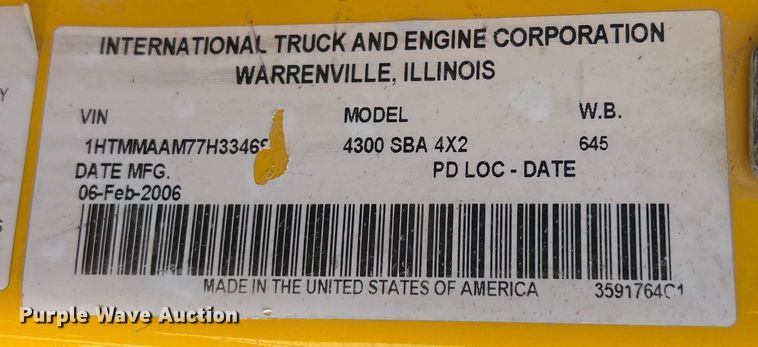 INTERNATIONAL TRUCK AND ENGINE CORPORATION
WARRENVILLE, ILLINOIS
VIN MODEL W.B.
4300 SBA 4X2 645
DATE MFG. PD LOC - DATE
06-Feb-2006
MADE IN THE UNITED STATES OF AMERICA 3591764C1
Purple Wave Auction